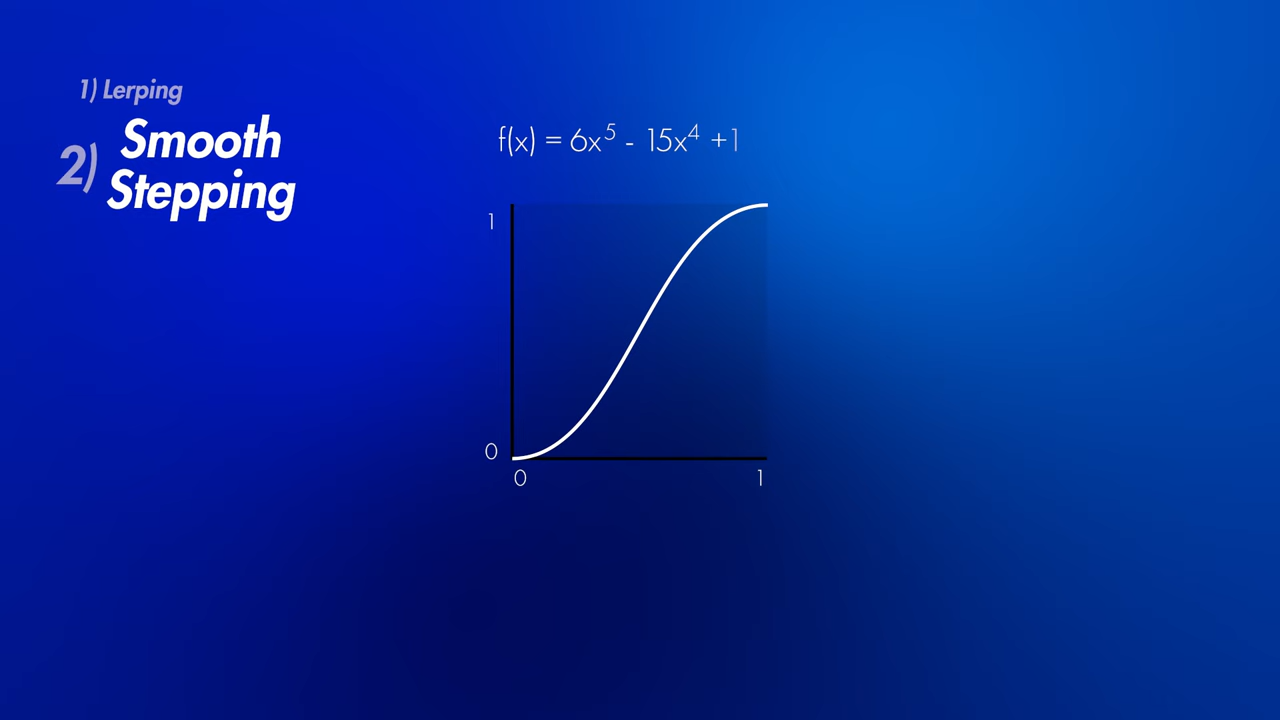 1) Lerping
2) Smooth
Stepping
f(x) = 6x⁵ - 15x⁴ +1
1
0
0
1